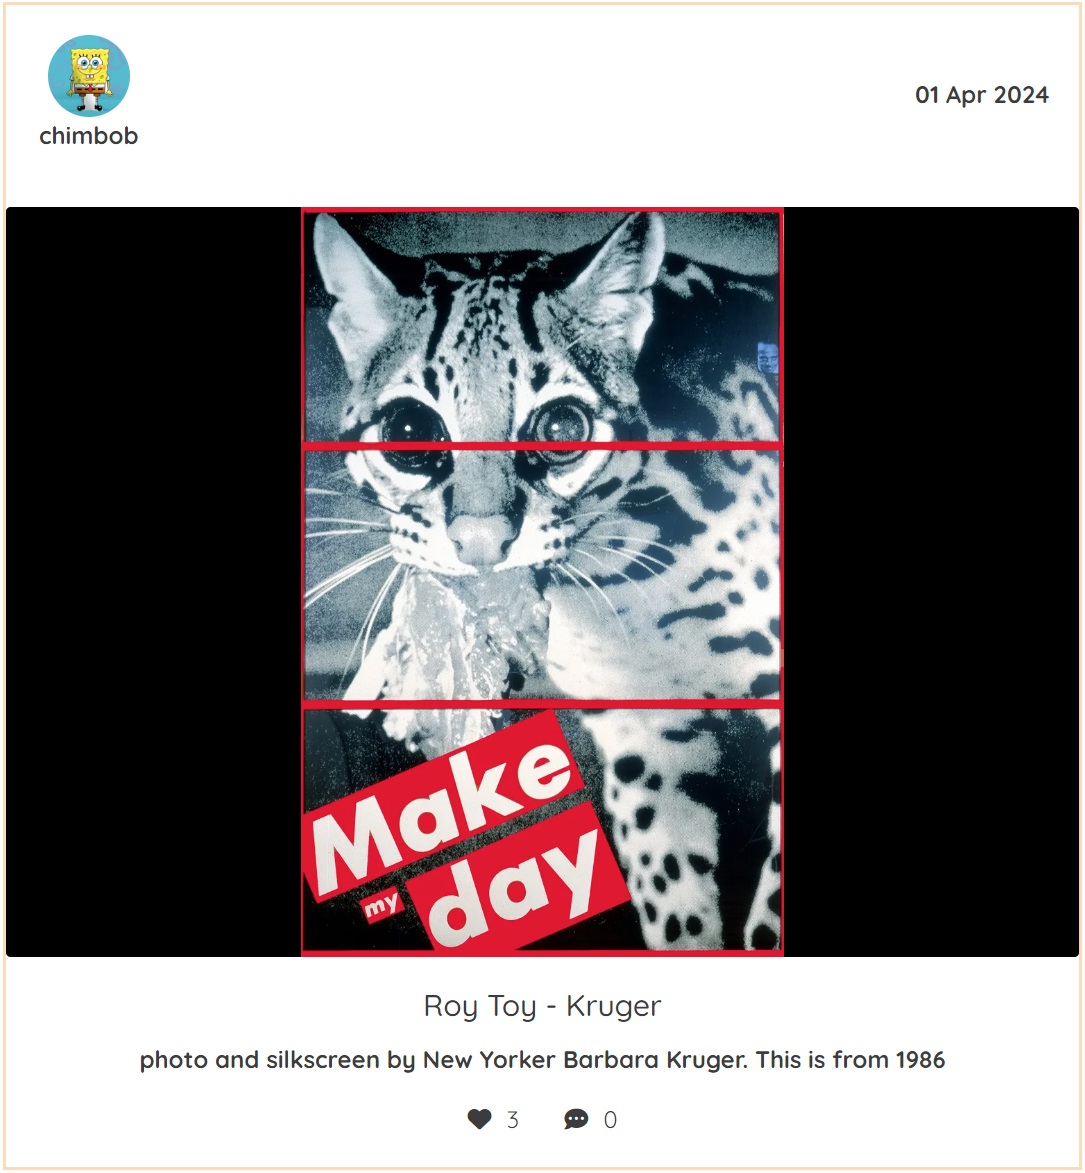 chimbob
01 Apr 2024
Make
my day
Roy Toy - Kruger
photo and silkscreen by New Yorker Barbara Kruger. This is from 1986
3 0